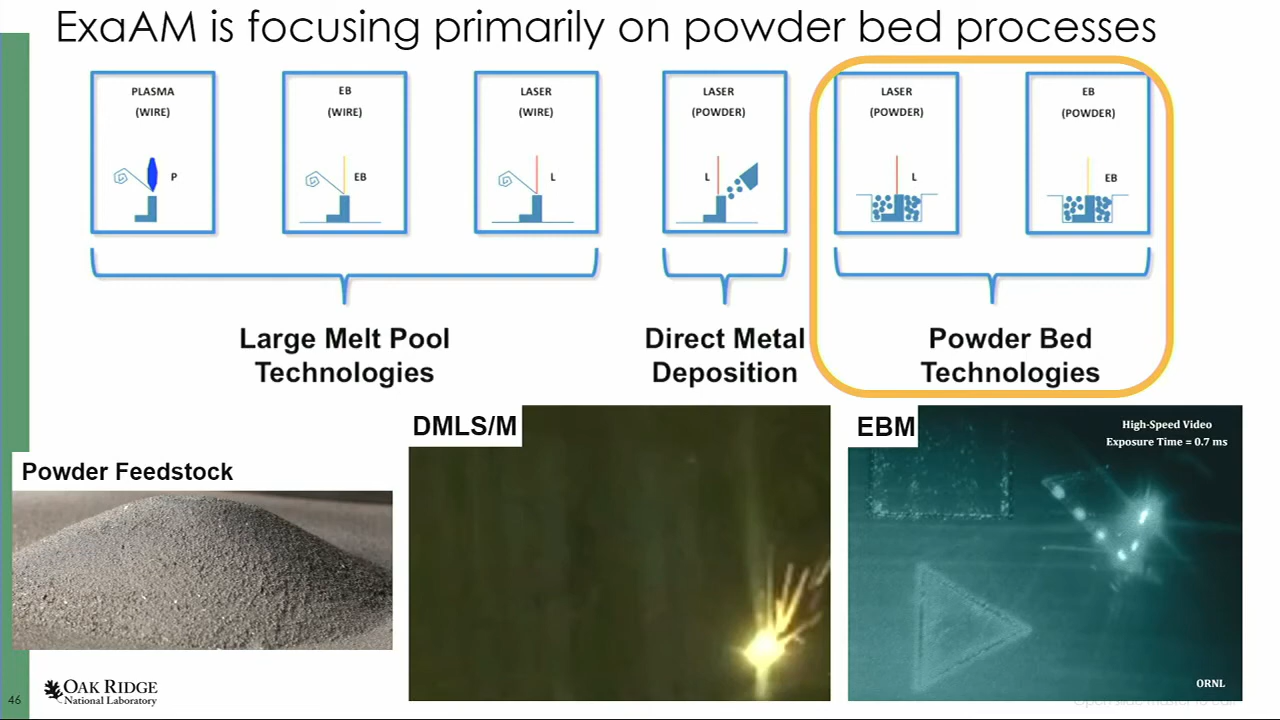 ExaAM is focusing primarily on powder bed processes
PLASMA
(WIRE)
P
EB
(WIRE)
EB
LASER
(WIRE)
L
LASER
(POWDER)
L
LASER
(POWDER)
L
EB
(POWDER)
EB
Large Melt Pool
Technologies
Direct Metal
Deposition
Powder Bed
Technologies
Powder Feedstock
DMLS/M
EBM
High-Speed Video
Exposure Time = 0.7 ms
ORNL
46
OAK RIDGE
National Laboratory